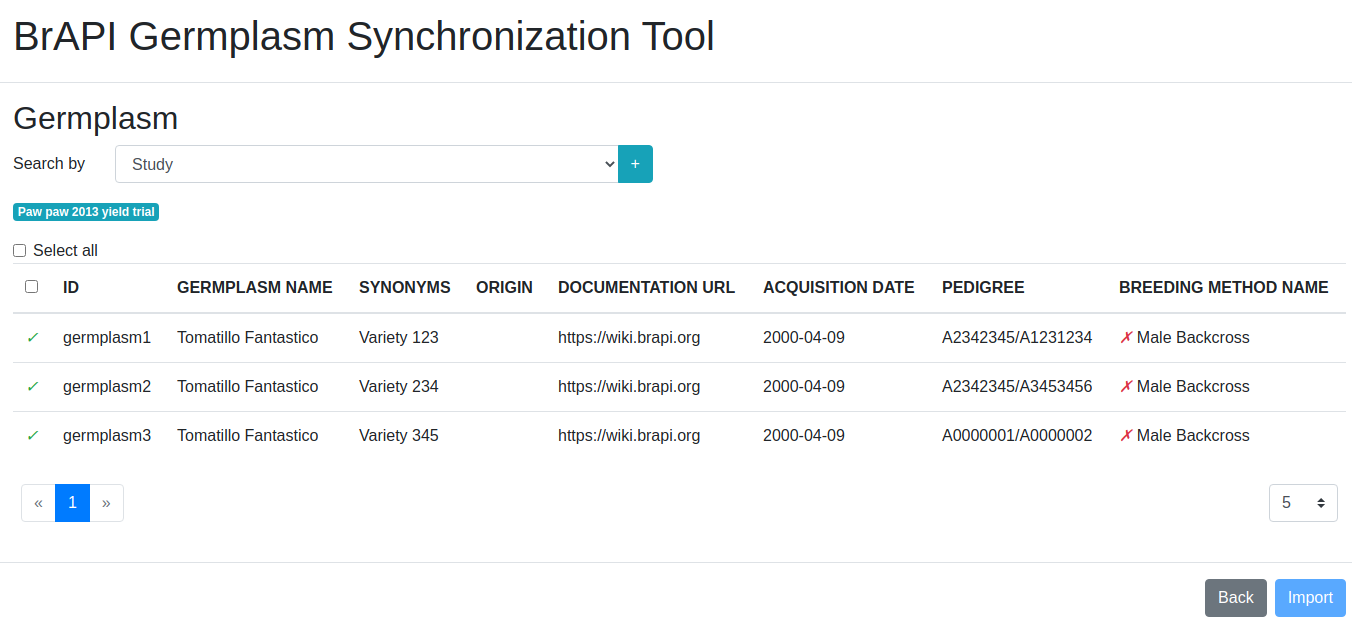 BrAPI Germplasm Synchronization Tool
Germplasm
Search by Study +
Paw paw 2013 yield trial
Select all
ID GERMPLASM NAME SYNONYMS ORIGIN DOCUMENTATION URL ACQUISITION DATE PEDIGREE BREEDING METHOD NAME
✓ germplasm1 Tomatillo Fantastico Variety 123 https://wiki.brapi.org 2000-04-09 A2342345/A1231234 ✗ Male Backcross
✓ germplasm2 Tomatillo Fantastico Variety 234 https://wiki.brapi.org 2000-04-09 A2342345/A3453456 ✗ Male Backcross
✓ germplasm3 Tomatillo Fantastico Variety 345 https://wiki.brapi.org 2000-04-09 A0000001/A0000002 ✗ Male Backcross
« 1 » 5
Back Import